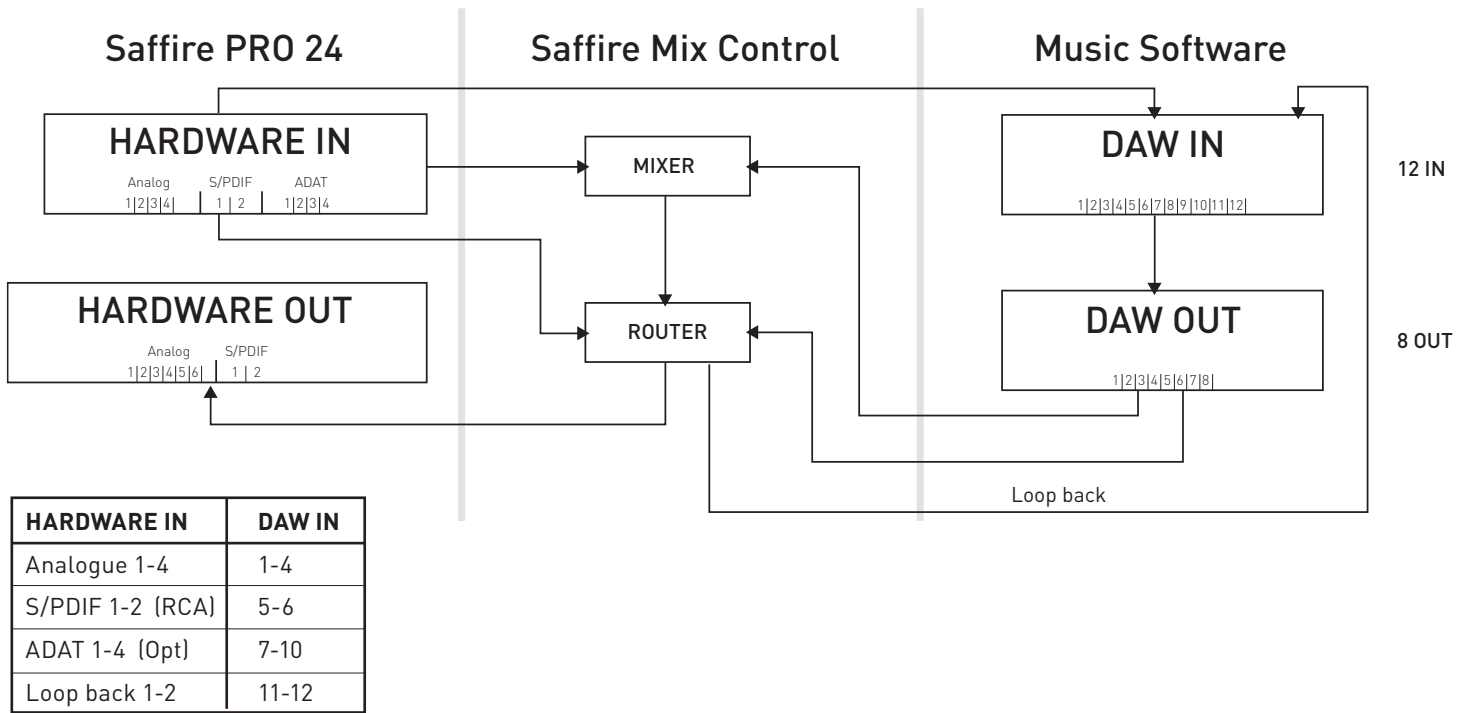 Saffire PRO 24
Saffire Mix Control
Music Software
HARDWARE IN
Analog S/PDIF ADAT
1|2|3|4| 1 | 2 1|2|3|4
MIXER
DAW IN
1|2|3|4|5|6|7|8|9|10|11|12|
12 IN
HARDWARE OUT
Analog S/PDIF
1|2|3|4|5|6| 1 | 2
ROUTER
DAW OUT
1|2|3|4|5|6|7|8|
8 OUT
Loop back
HARDWARE IN DAW IN
Analogue 1-4 1-4
S/PDIF 1-2 (RCA) 5-6
ADAT 1-4 (Opt) 7-10
Loop back 1-2 11-12